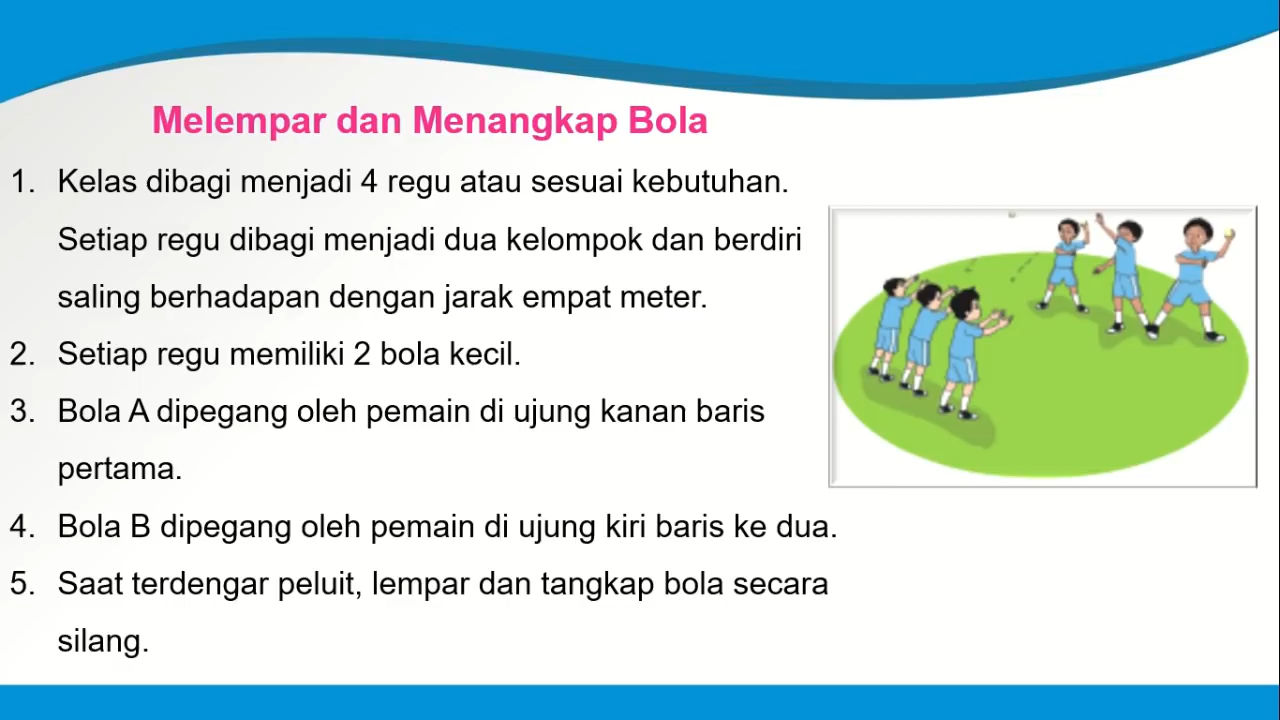 Melempar dan Menangkap Bola
1. Kelas dibagi menjadi 4 regu atau sesuai kebutuhan.
Setiap regu dibagi menjadi dua kelompok dan berdiri
saling berhadapan dengan jarak empat meter.
2. Setiap regu memiliki 2 bola kecil.
3. Bola A dipegang oleh pemain di ujung kanan baris
pertama.
4. Bola B dipegang oleh pemain di ujung kiri baris ke dua.
5. Saat terdengar peluit, lempar dan tangkap bola secara
silang.